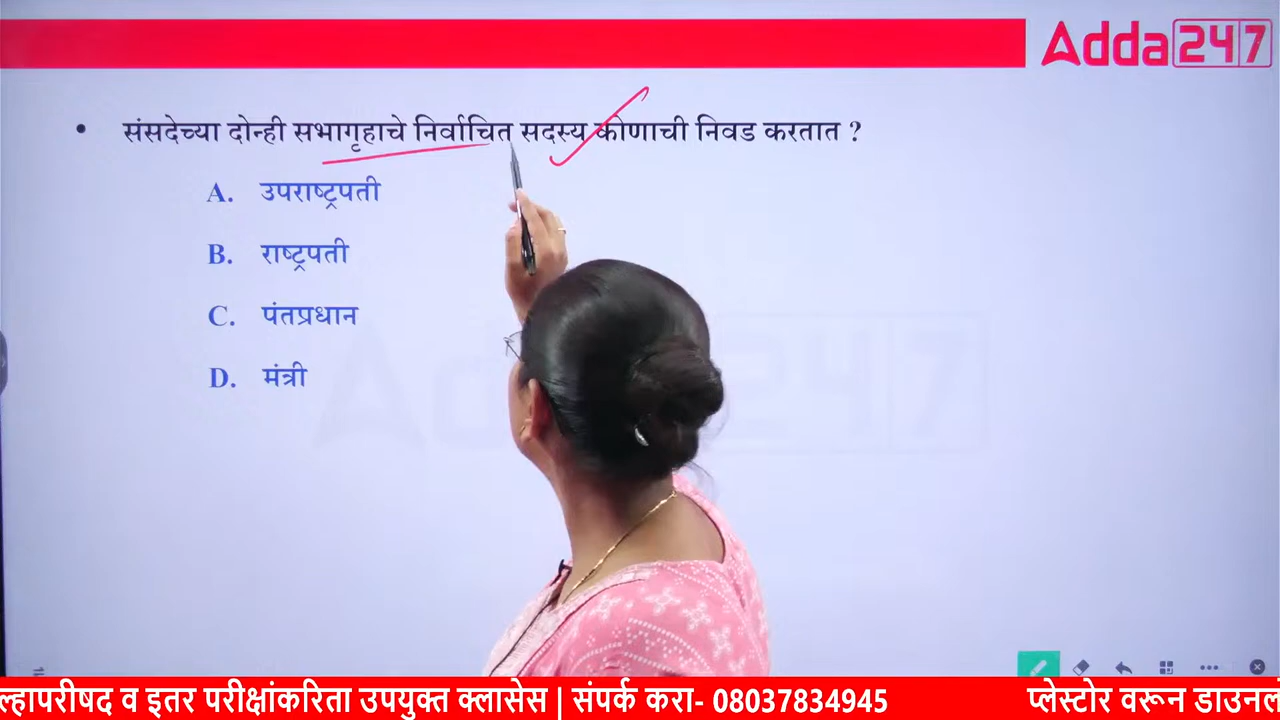 Adda247
• संसदेच्या दोन्ही सभागृहाचे निर्वाचित सदस्य कोणाची निवड करतात ?
A. उपराष्ट्रपती
B. राष्ट्रपती
C. पंतप्रधान
D. मंत्री
ल्हापरीषद व इतर परीक्षांकरिता उपयुक्त क्लासेस | संपर्क करा- 08037834945 प्लेस्टोर वरून डाउनलो